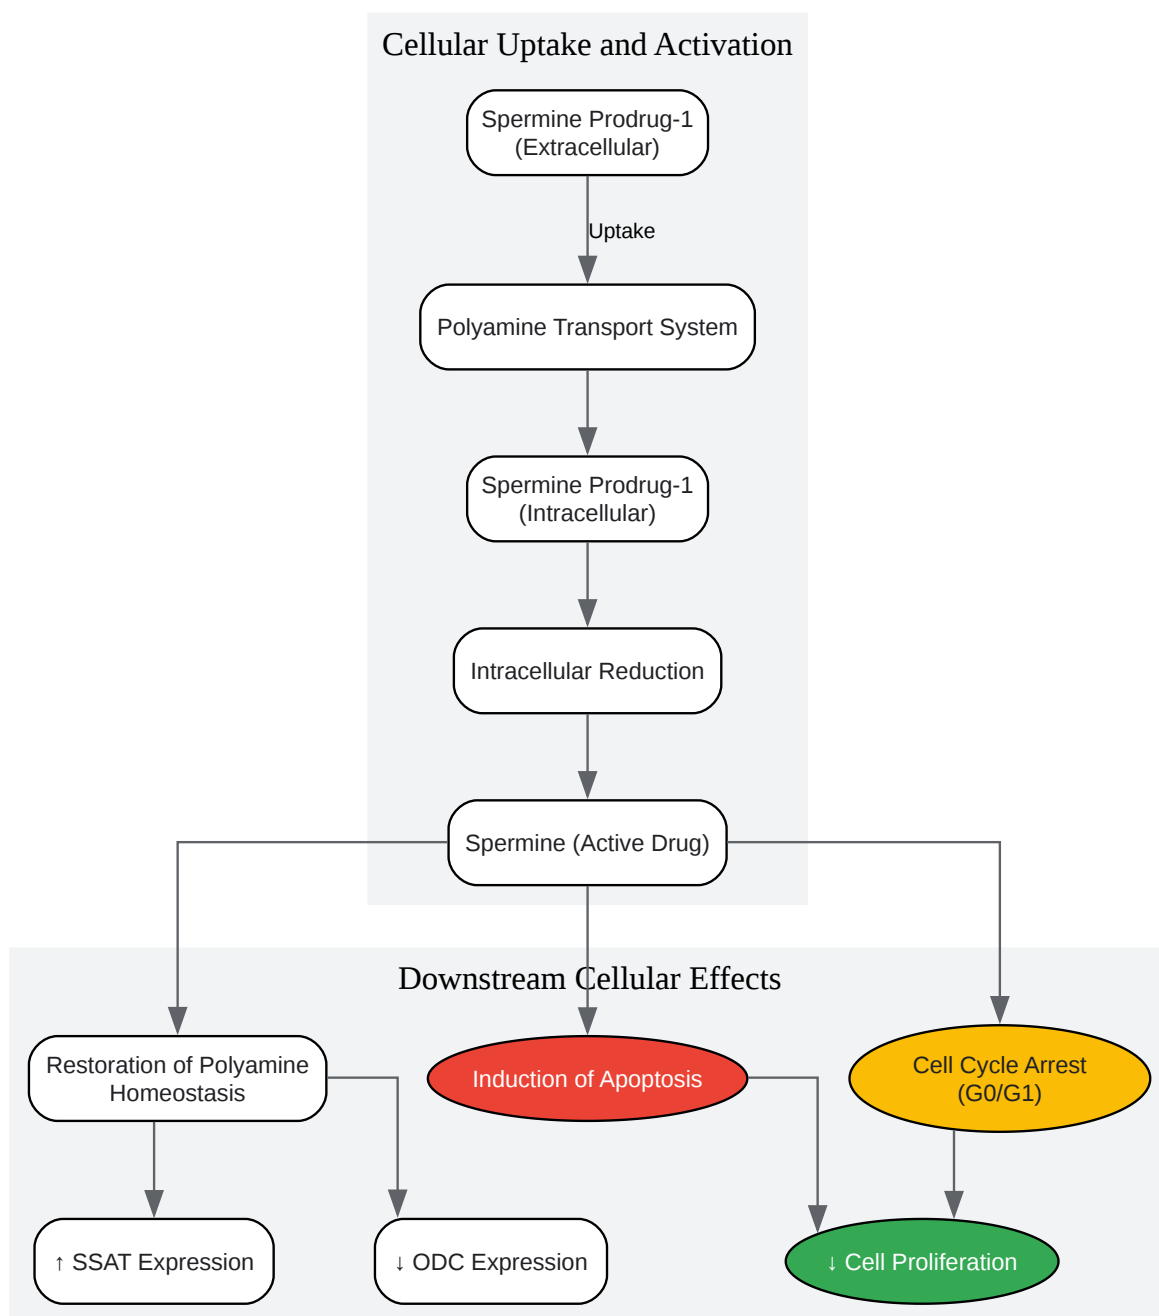 Cellular Uptake and Activation
Spermine Prodrug-1
(Extracellular)
Uptake
Polyamine Transport System
Spermine Prodrug-1
(Intracellular)
Intracellular Reduction
Spermine (Active Drug)
Downstream Cellular Effects
Restoration of Polyamine
Homeostasis
Induction of Apoptosis
Cell Cycle Arrest
(G0/G1)
↑ SSAT Expression
↓ ODC Expression
↓ Cell Proliferation